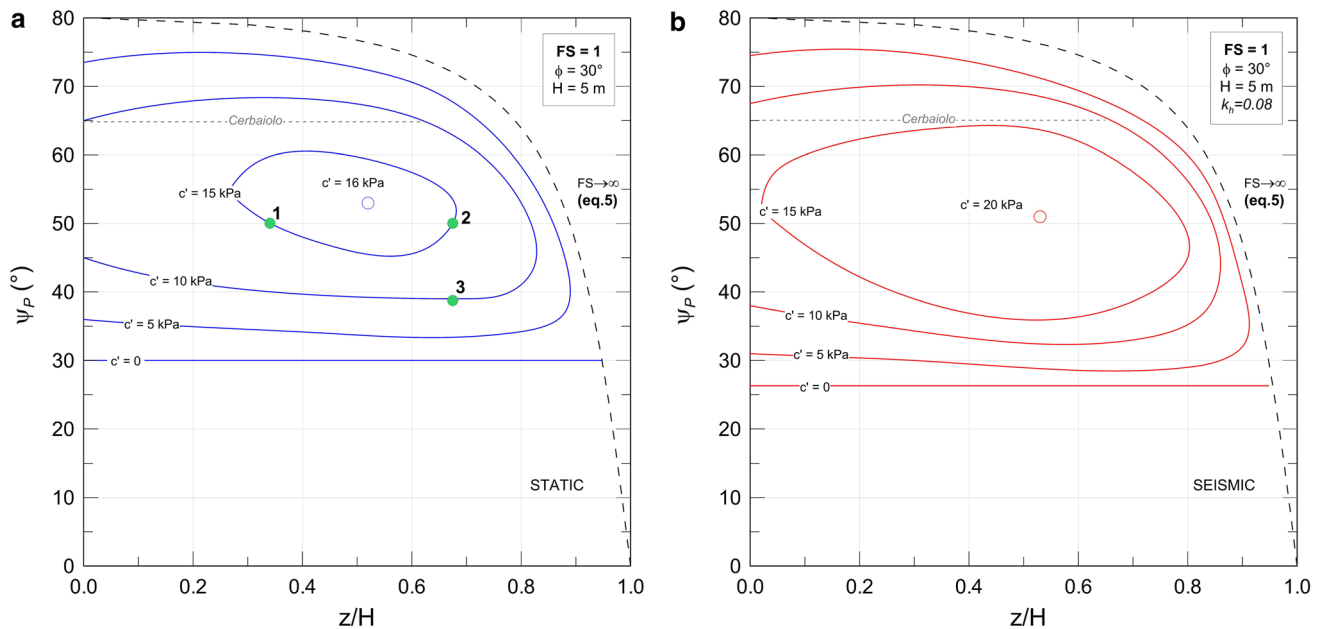 a
80
70
60
50
40
30
20
10
0
ψP (°)
FS = 1
ϕ = 30°
H = 5 m
Cerbaiolo
c' = 16 kPa
c' = 15 kPa
FS→∞
(eq.5)
1
2
c' = 10 kPa
3
c' = 5 kPa
c' = 0
STATIC
0.0 0.2 0.4 0.6 0.8 1.0
z/H
b
80
70
60
50
40
30
20
10
0
ψP (°)
FS = 1
ϕ = 30°
H = 5 m
kh=0.08
Cerbaiolo
FS→∞
(eq.5)
c' = 20 kPa
c' = 15 kPa
c' = 10 kPa
c' = 5 kPa
c' = 0
SEISMIC
0.0 0.2 0.4 0.6 0.8 1.0
z/H